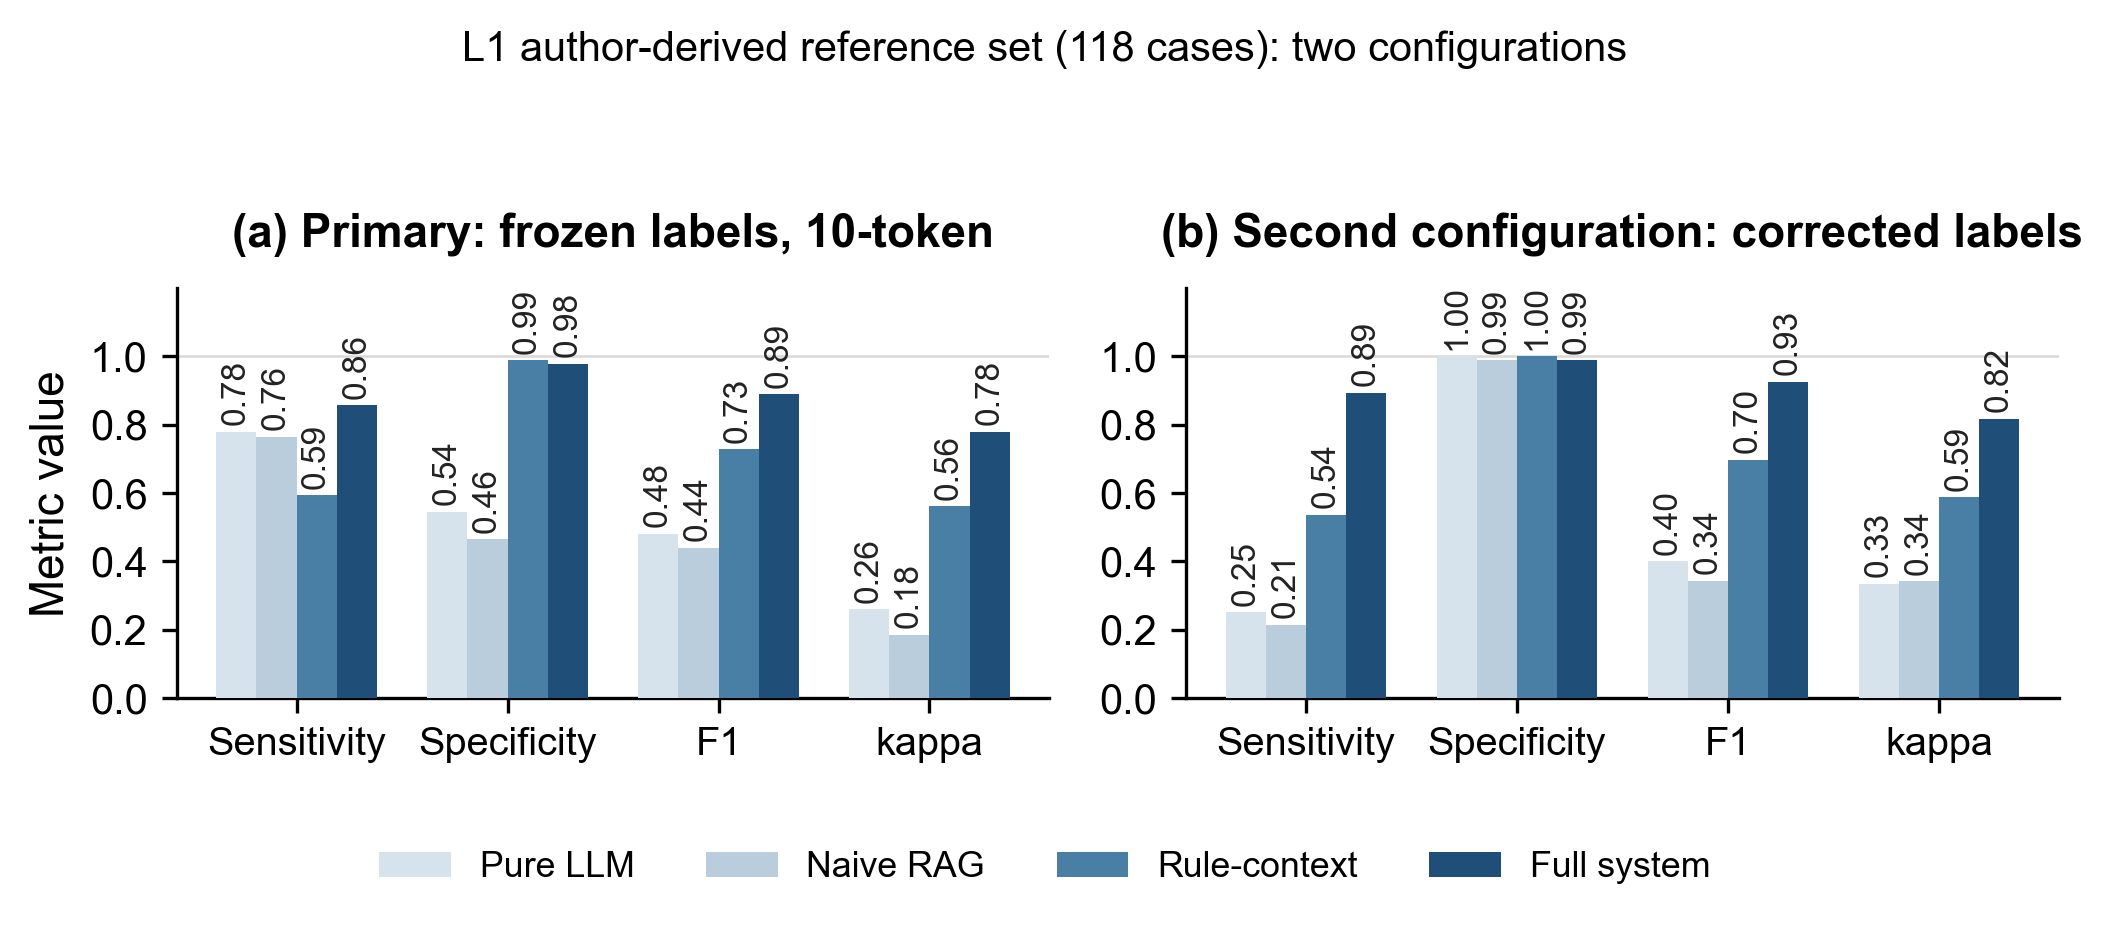 L1 author-derived reference set (118 cases): two configurations
(a) Primary: frozen labels, 10-token
(b) Second configuration: corrected labels
Metric value
1.0
0.8
0.6
0.4
0.2
0.0
0.78
0.76
0.59
0.86
0.54
0.46
0.99
0.98
0.48
0.44
0.73
0.89
0.26
0.18
0.56
0.78
Sensitivity
Specificity
F1
kappa
1.0
0.8
0.6
0.4
0.2
0.0
0.25
0.21
0.54
0.89
1.00
0.99
1.00
0.99
0.40
0.34
0.70
0.93
0.33
0.34
0.59
0.82
Sensitivity
Specificity
F1
kappa
Pure LLM
Naive RAG
Rule-context
Full system